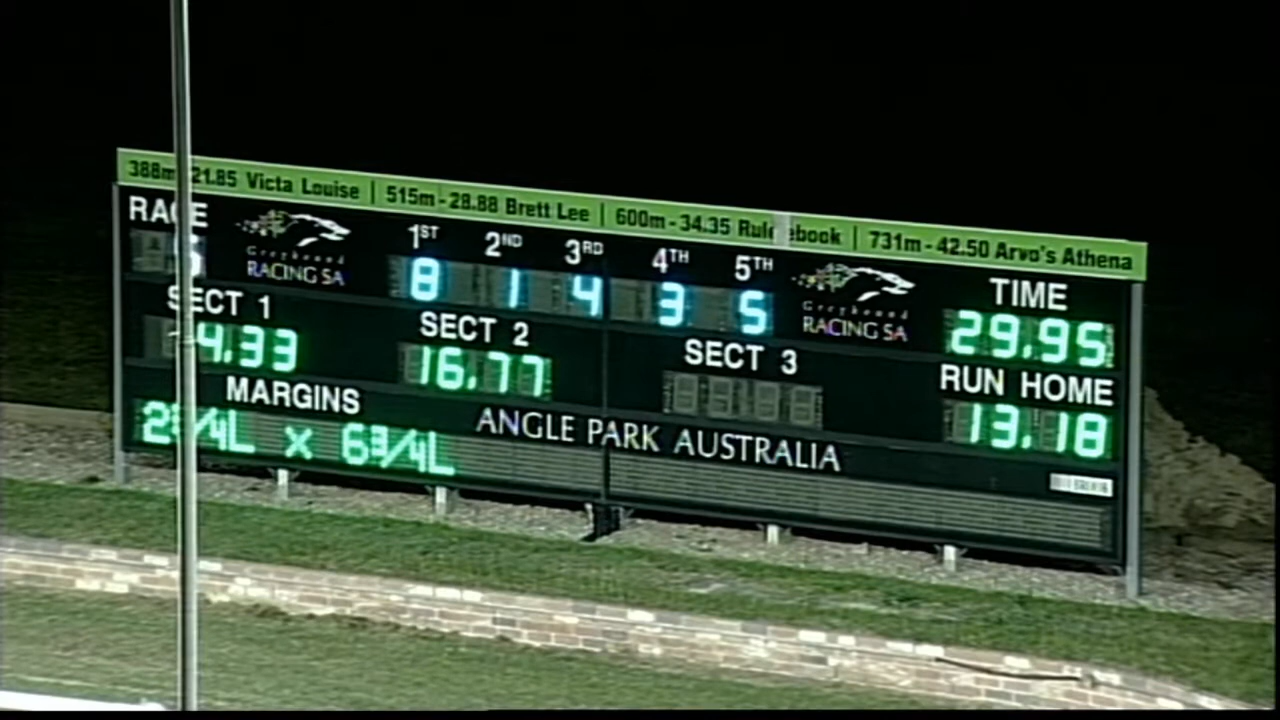 388m-21.85 Victa Louise | 515m-28.88 Brett Lee | 600m-34.35 Rulebook | 731m-42.50 Arvo's Athena
RACE 1ST 2ND 3RD 4TH 5TH TIME
8 1 4 3 5 29.95
Greyhound RACING SA
Greyhound RACING SA
SECT 1 SECT 2 SECT 3 RUN HOME
4.33 16.77 13.18
MARGINS ANGLE PARK AUSTRALIA
2¾L x 6¾L